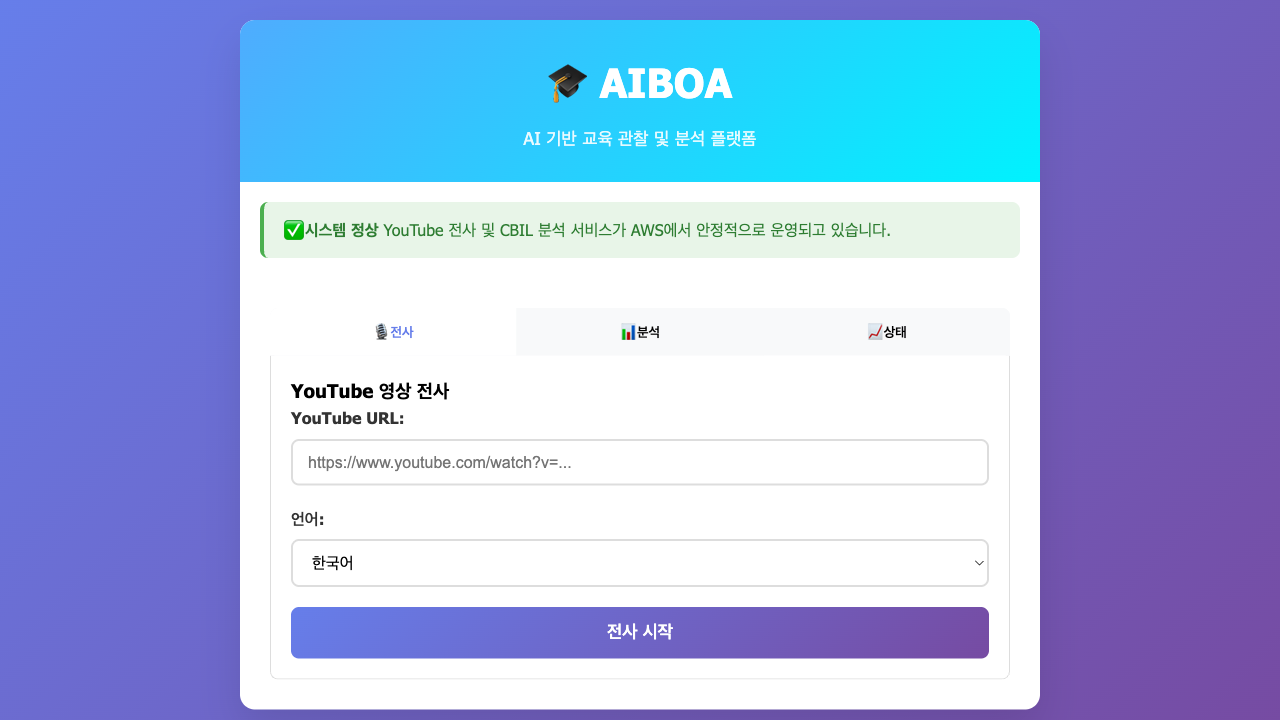 🎓 AIBOA
AI 기반 교육 관찰 및 분석 플랫폼
✅시스템 정상 YouTube 전사 및 CBIL 분석 서비스가 AWS에서 안정적으로 운영되고 있습니다.
🎙️전사 📊분석 📈상태
YouTube 영상 전사
YouTube URL:
https://www.youtube.com/watch?v=...
언어:
한국어
전사 시작